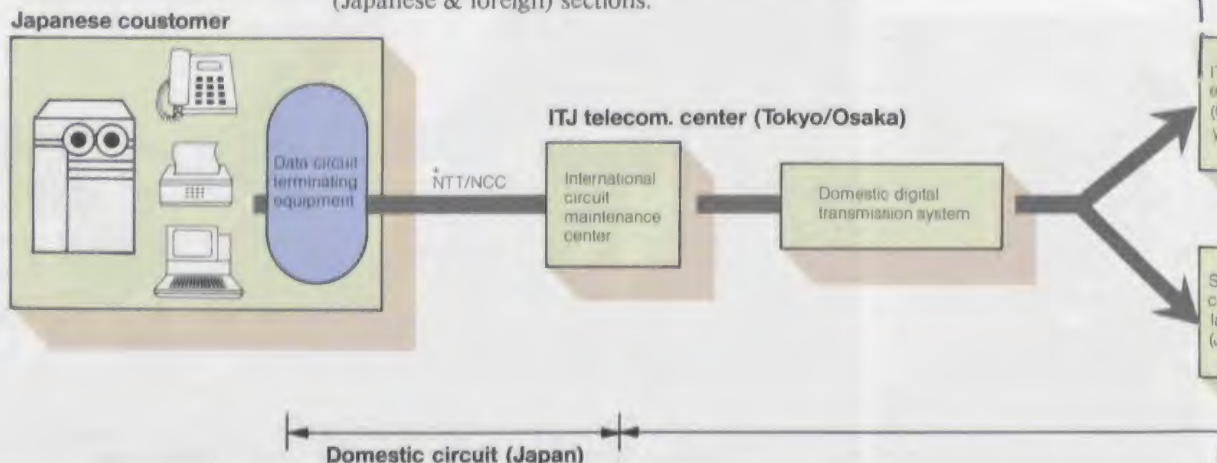 (Japanese & foreign) sections.
Japanese coustomer
Data circuit
terminating
equipment
*NTT/NCC
ITJ telecom. center (Tokyo/Osaka)
International
circuit
maintenance
center
Domestic digital
transmission system
Domestic circuit (Japan)